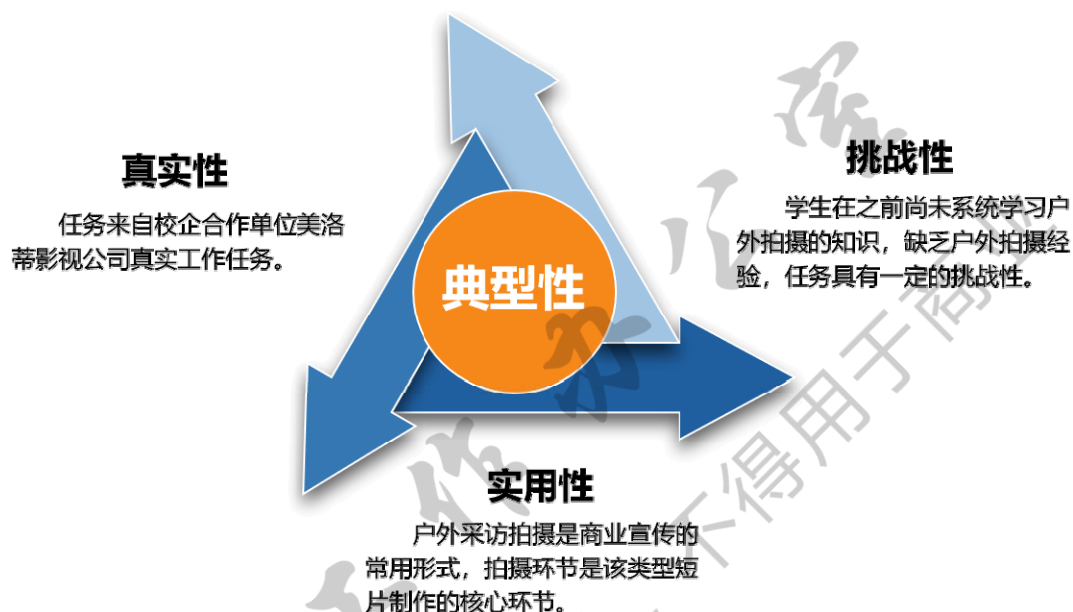 真实性
任务来自校企合作单位美洛
蒂影视公司真实工作任务。
挑战性
学生在之前尚未系统学习户
外拍摄的知识，缺乏户外拍摄经
验，任务具有一定的挑战性。
典型性
实用性
户外采访拍摄是商业宣传的
常用形式，拍摄环节是该类型短
片制作的核心环节。
作办公室
不得用于商业